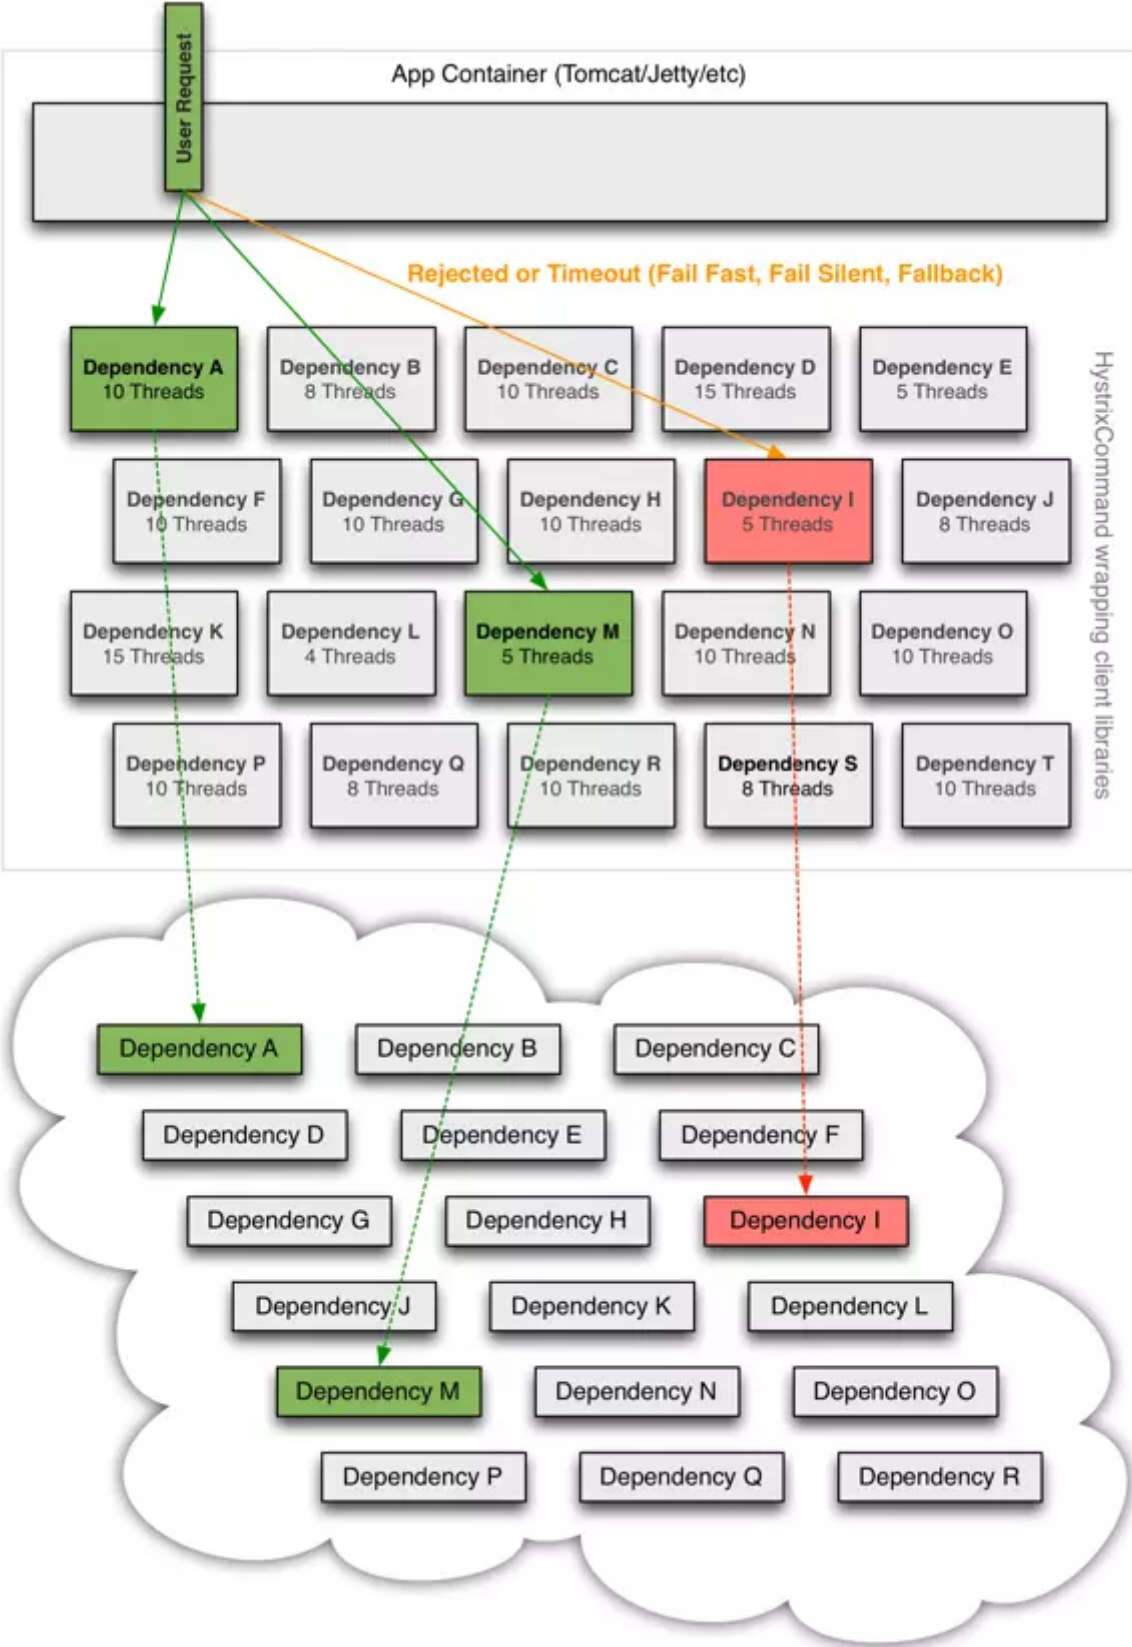 User Request
App Container (Tomcat/Jetty/etc)
Rejected or Timeout (Fail Fast, Fail Silent, Fallback)
Dependency A
10 Threads
Dependency B
8 Threads
Dependency C
10 Threads
Dependency D
15 Threads
Dependency E
5 Threads
Dependency F
10 Threads
Dependency G
10 Threads
Dependency H
10 Threads
Dependency I
5 Threads
Dependency J
8 Threads
Dependency K
15 Threads
Dependency L
4 Threads
Dependency M
5 Threads
Dependency N
10 Threads
Dependency O
10 Threads
Dependency P
10 Threads
Dependency Q
8 Threads
Dependency R
10 Threads
Dependency S
8 Threads
Dependency T
10 Threads
HystrixCommand wrapping client libraries
Dependency A
Dependency B
Dependency C
Dependency D
Dependency E
Dependency F
Dependency G
Dependency H
Dependency I
Dependency J
Dependency K
Dependency L
Dependency M
Dependency N
Dependency O
Dependency P
Dependency Q
Dependency R